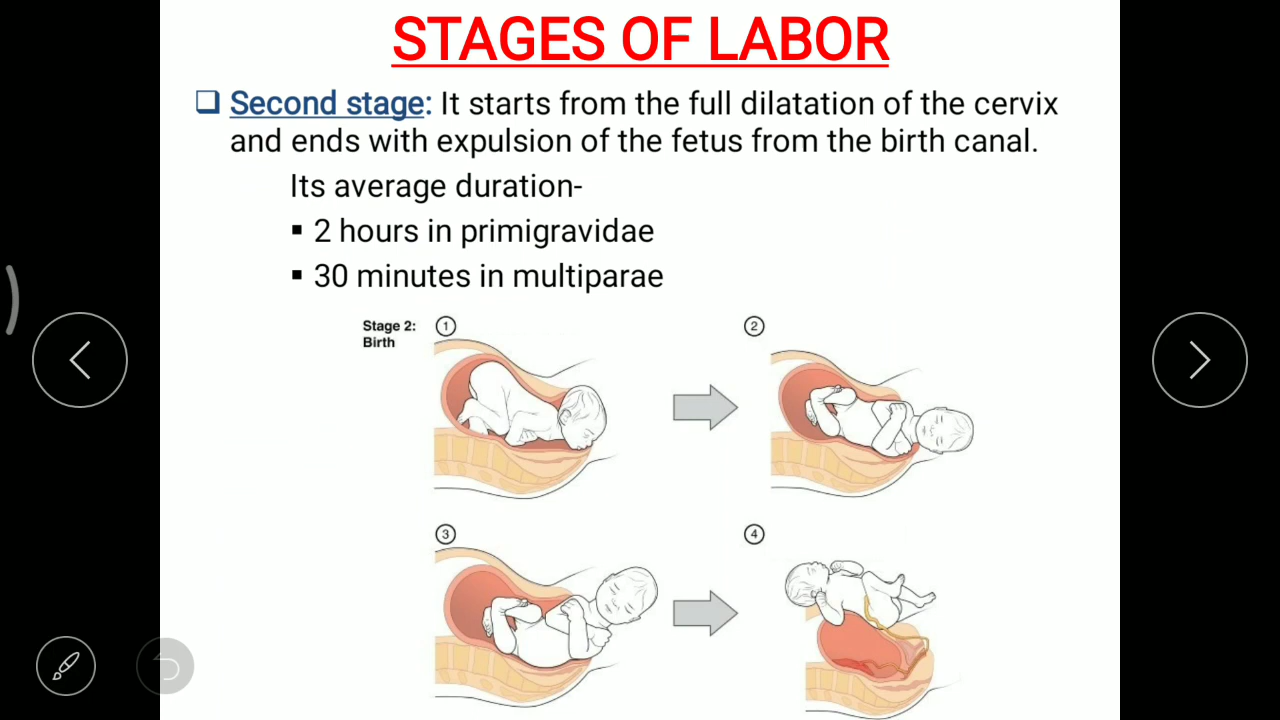 STAGES OF LABOR
❑ Second stage: It starts from the full dilatation of the cervix
and ends with expulsion of the fetus from the birth canal.
Its average duration-
▪ 2 hours in primigravidae
▪ 30 minutes in multiparae
Stage 2:
Birth
1
2
3
4